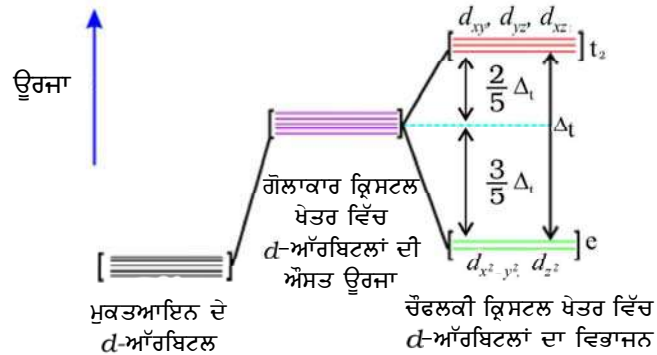 d_xy, d_yz, d_xz
] t₂
ਊਰਜਾ
2/5 Δₜ
Δt
3/5 Δₜ
ਗੋਲਾਕਾਰ ਕ੍ਰਿਸਟਲ
ਖੇਤਰ ਵਿੱਚ
d-ਆੱਰਬਿਟਲਾਂ ਦੀ
ਔਸਤ ਊਰਜਾ
] e
d_x²-y², d_z²
ਮੁਕਤਆਇਨ ਦੇ
d-ਆੱਰਬਿਟਲ
ਚੌਫਲਕੀ ਕ੍ਰਿਸਟਲ ਖੇਤਰ ਵਿੱਚ
d-ਆੱਰਬਿਟਲਾਂ ਦਾ ਵਿਭਾਜਨ